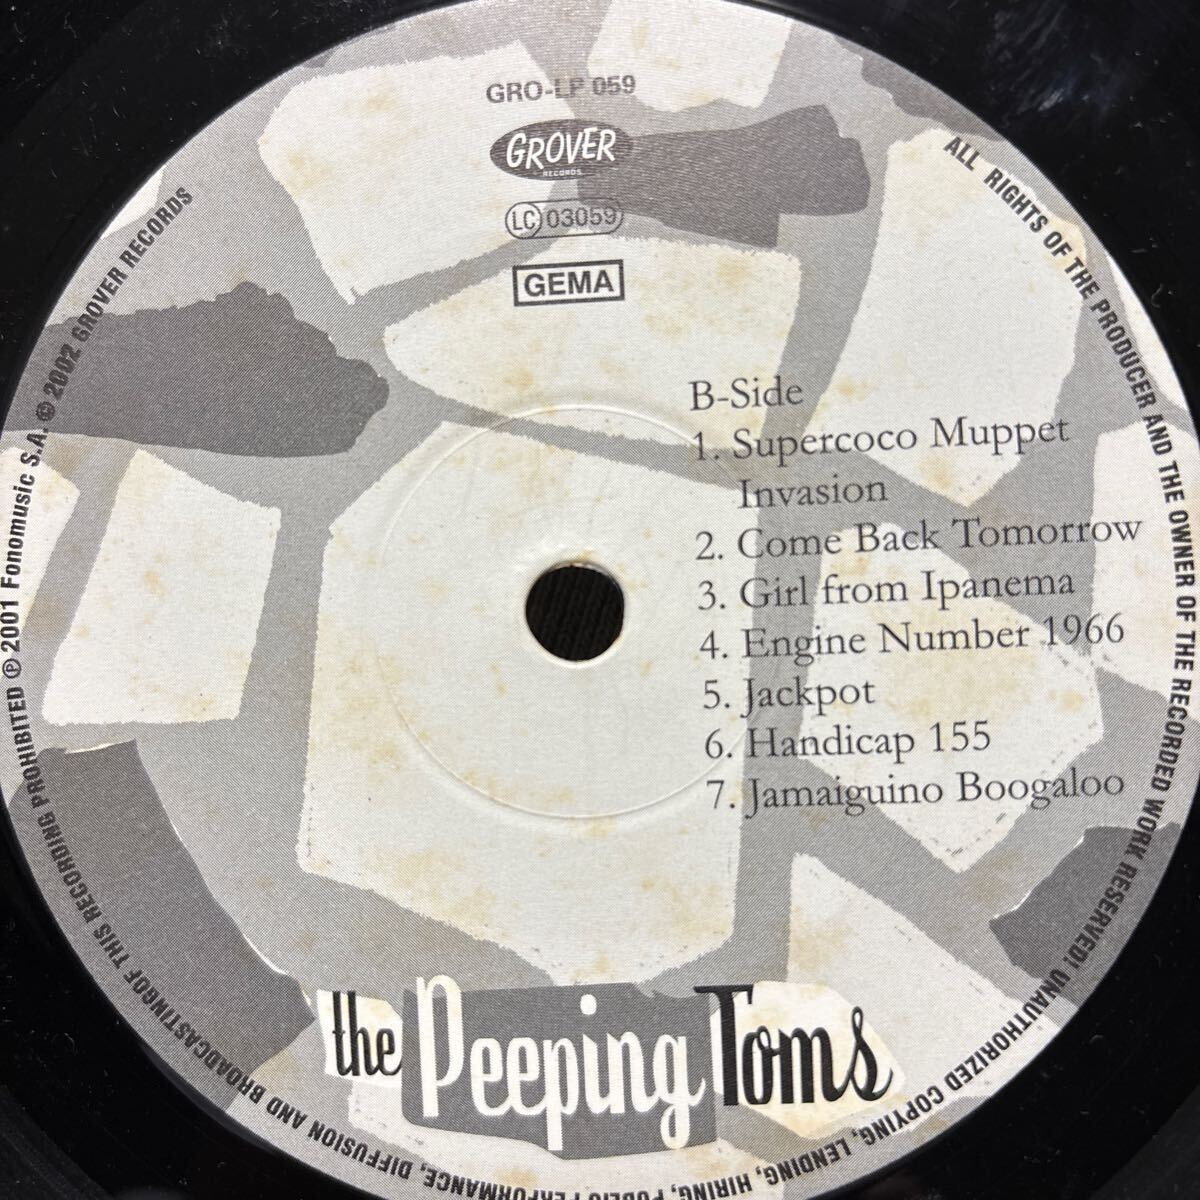 GRO-LP 059
GROVER
RECORDS
LC 03059
GEMA
B-Side
1. Supercoco Muppet
Invasion
2. Come Back Tomorrow
3. Girl from Ipanema
4. Engine Number 1966
5. Jackpot
6. Handicap 155
7. Jamaiguino Boogaloo
the Peeping Toms
ALL RIGHTS OF THE PRODUCER AND THE OWNER OF THE RECORDED WORK RESERVED! UNAUTHORIZED COPYING, LENDING, HIRING, PUBLIC PERFORMANCE, DIFFUSION AND BROADCASTINGOF THIS RECORDING PROHIBITED ℗ 2001 Fonomusic S.A. © 2002 GROVER RECORDS